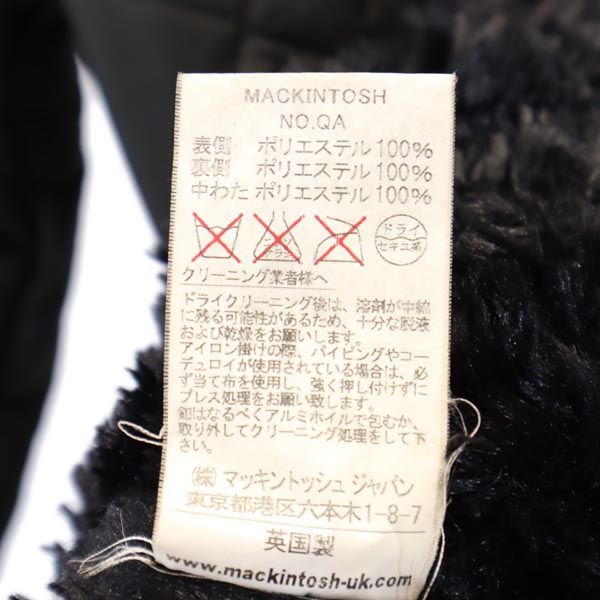 MACKINTOSH
NO.QA
表側 ポリエステル 100%
裏側 ポリエステル 100%
中わた ポリエステル 100%
エンソ サラシ ドライ セキユ系
クリーニング業者様へ
ドライクリーニング後は、溶剤が中綿
に残る可能性があるため、十分な脱液
および乾燥をお願いします。
アイロン掛けの際、パイピングやコー
デュロイが使用されている場合は、必
ず当て布を使用し、強く押し付けずに
プレス処理をお願い致します。
釦はなるべくアルミホイルで包むか、
取り外してクリーニング処理をして下
さい。
(株) マッキントッシュ ジャパン
東京都港区六本木1-8-7
英国製
www.mackintosh-uk.com